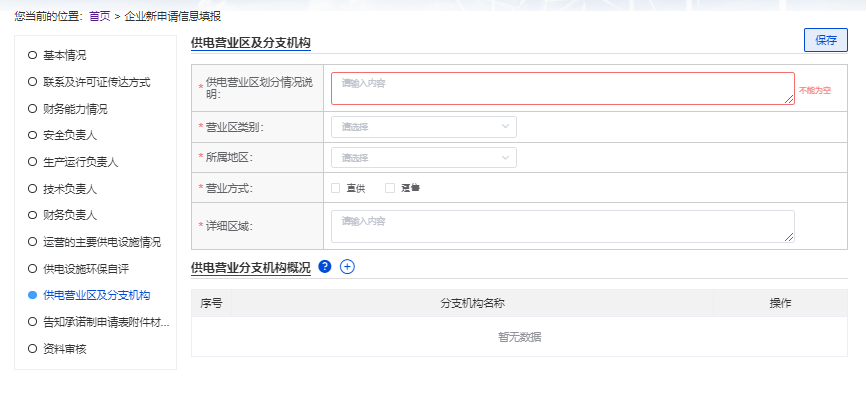 您当前的位置：首页 > 企业新申请信息填报
基本情况
联系及许可证传达方式
财务能力情况
安全负责人
生产运行负责人
技术负责人
财务负责人
运营的主要供电设施情况
供电设施环保自评
供电营业区及分支机构
告知承诺制申请表附件材...
资料审核
供电营业区及分支机构
保存
*供电营业区划分情况说
明：
请输入内容
不能为空
*营业区类别：
请选择
*所属地区：
请选择
*营业方式：
直供
趸售
*详细区域：
请输入内容
供电营业分支机构概况 ?
序号 分支机构名称 操作
暂无数据